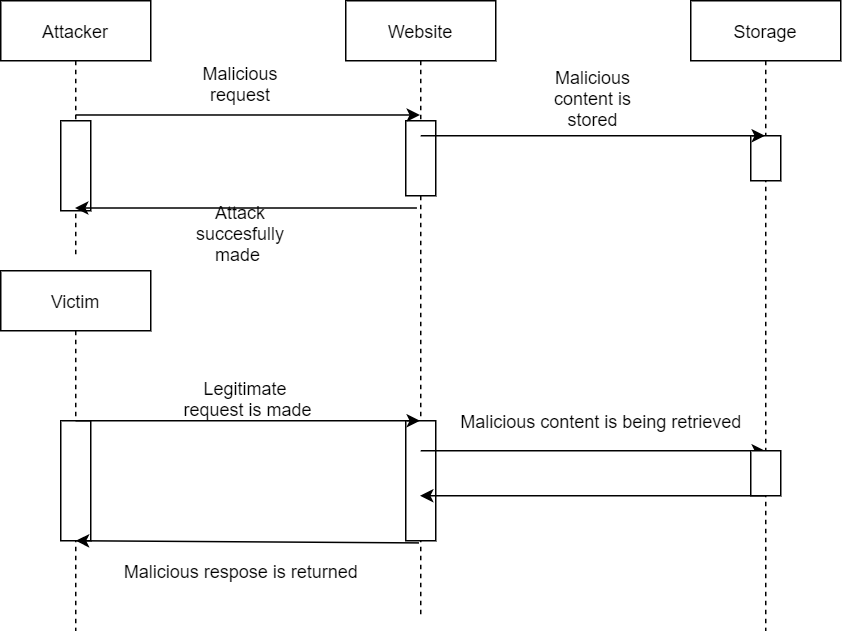 Attacker
Website
Storage
Malicious
request
Malicious
content is
stored
Attack
succesfully
made
Victim
Legitimate
request is made
Malicious content is being retrieved
Malicious respose is returned